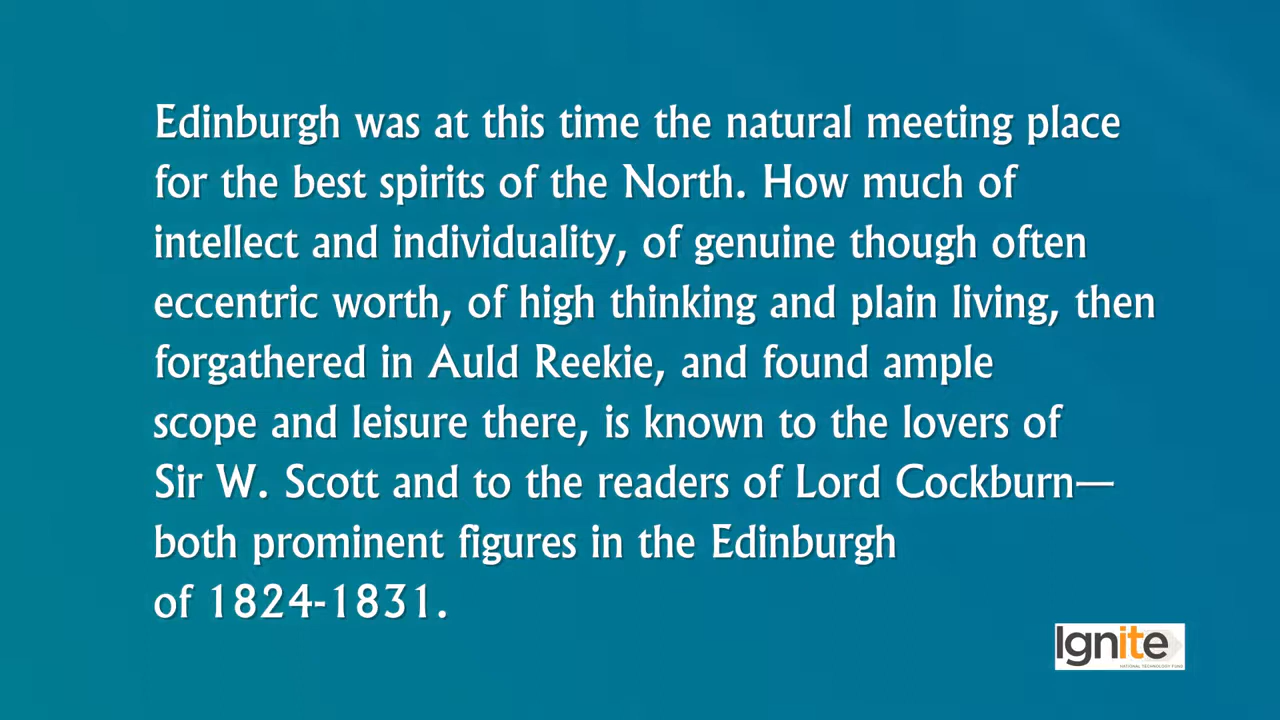 Edinburgh was at this time the natural meeting place
for the best spirits of the North. How much of
intellect and individuality, of genuine though often
eccentric worth, of high thinking and plain living, then
forgathered in Auld Reekie, and found ample
scope and leisure there, is known to the lovers of
Sir W. Scott and to the readers of Lord Cockburn—
both prominent figures in the Edinburgh
of 1824-1831.
Ignite
NATIONAL TECHNOLOGY FUND